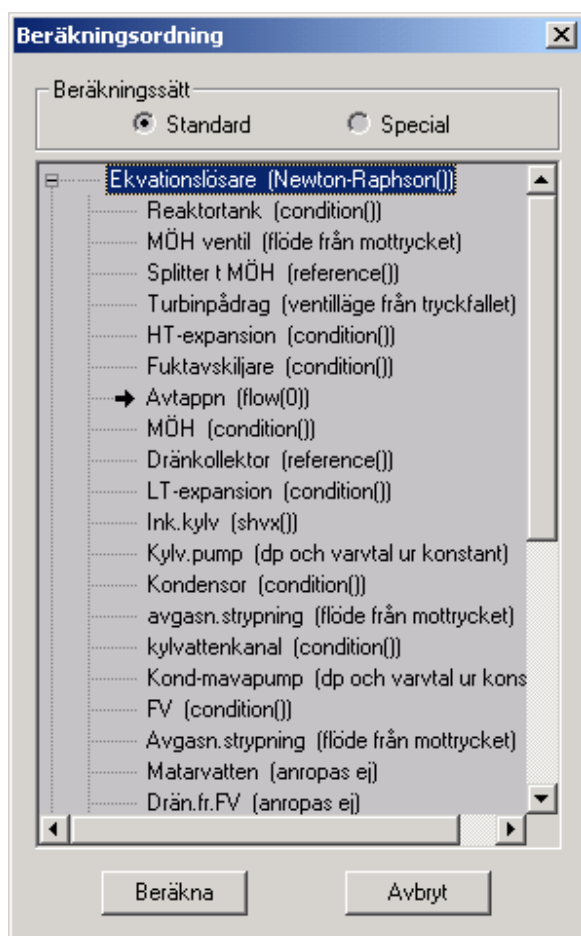 Beräkningsordning
Beräkningssätt
Standard
Special
Ekvationslösare (Newton-Raphson())
Reaktortank (condition())
MÖH ventil (flöde från mottrycket)
Splitter t MÖH (reference())
Turbinpådrag (ventilläge från tryckfallet)
HT-expansion (condition())
Fuktavskiljare (condition())
Avtappn (flow(0))
MÖH (condition())
Dränkollektor (reference())
LT-expansion (condition())
Ink.kylv (shvx())
Kylv.pump (dp och varvtal ur konstant)
Kondensor (condition())
avgasn.strypning (flöde från mottrycket)
kylvattenkanal (condition())
Kond-mavapump (dp och varvtal ur kons
FV (condition())
Avgasn.strypning (flöde från mottrycket)
Matarvatten (anropas ej)
Drän.fr.FV (anropas ej)
Beräkna
Avbryt